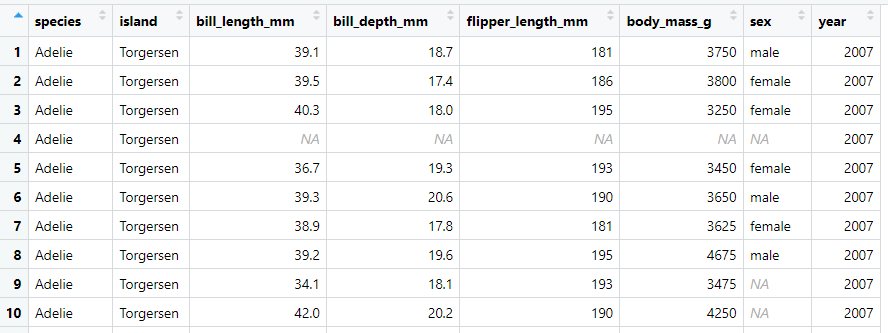 species island bill_length_mm bill_depth_mm flipper_length_mm body_mass_g sex year
1 Adelie Torgersen 39.1 18.7 181 3750 male 2007
2 Adelie Torgersen 39.5 17.4 186 3800 female 2007
3 Adelie Torgersen 40.3 18.0 195 3250 female 2007
4 Adelie Torgersen NA NA NA NA NA 2007
5 Adelie Torgersen 36.7 19.3 193 3450 female 2007
6 Adelie Torgersen 39.3 20.6 190 3650 male 2007
7 Adelie Torgersen 38.9 17.8 181 3625 female 2007
8 Adelie Torgersen 39.2 19.6 195 4675 male 2007
9 Adelie Torgersen 34.1 18.1 193 3475 NA 2007
10 Adelie Torgersen 42.0 20.2 190 4250 NA 2007